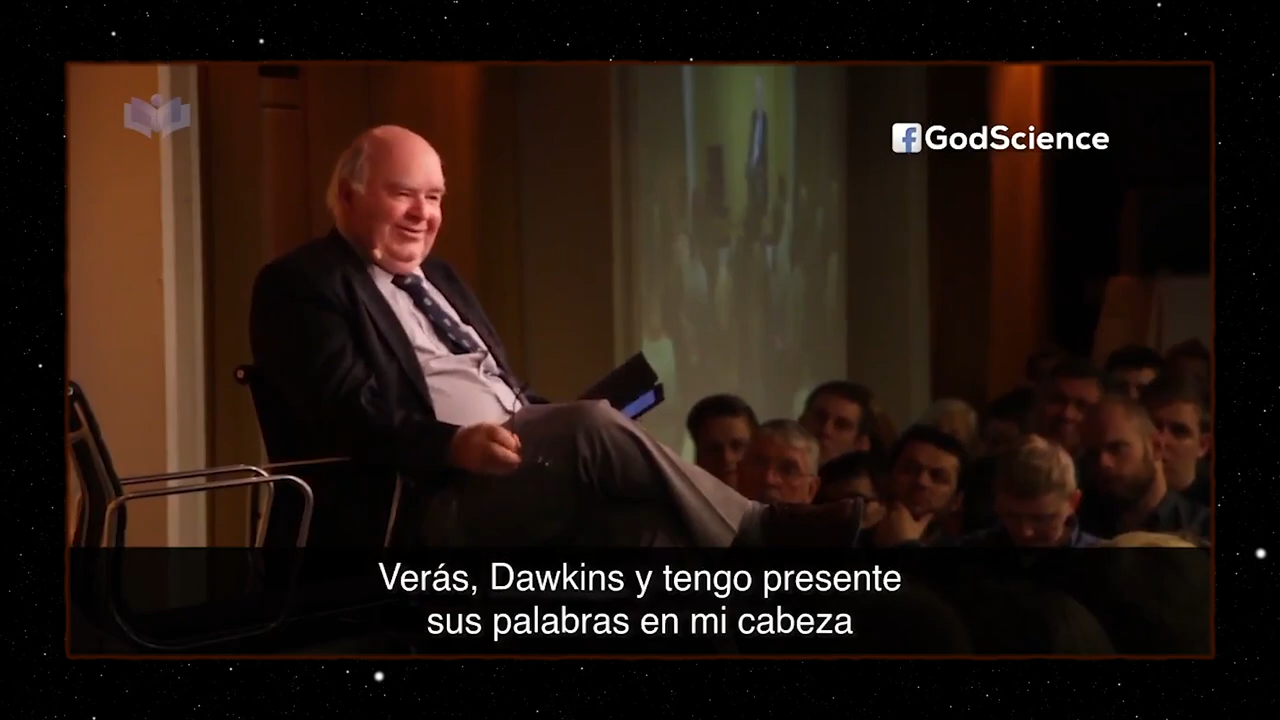 GodScience
Verás, Dawkins y tengo presente
sus palabras en mi cabeza